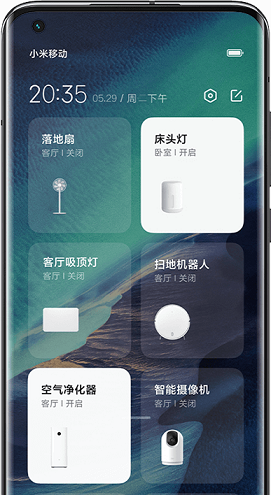 小米移动
20:35 05.29 / 周二下午
落地扇
客厅 | 关闭
床头灯
卧室 | 开启
客厅吸顶灯
客厅 | 关闭
扫地机器人
客厅 | 关闭
空气净化器
客厅 | 开启
智能摄像机
客厅 | 关闭